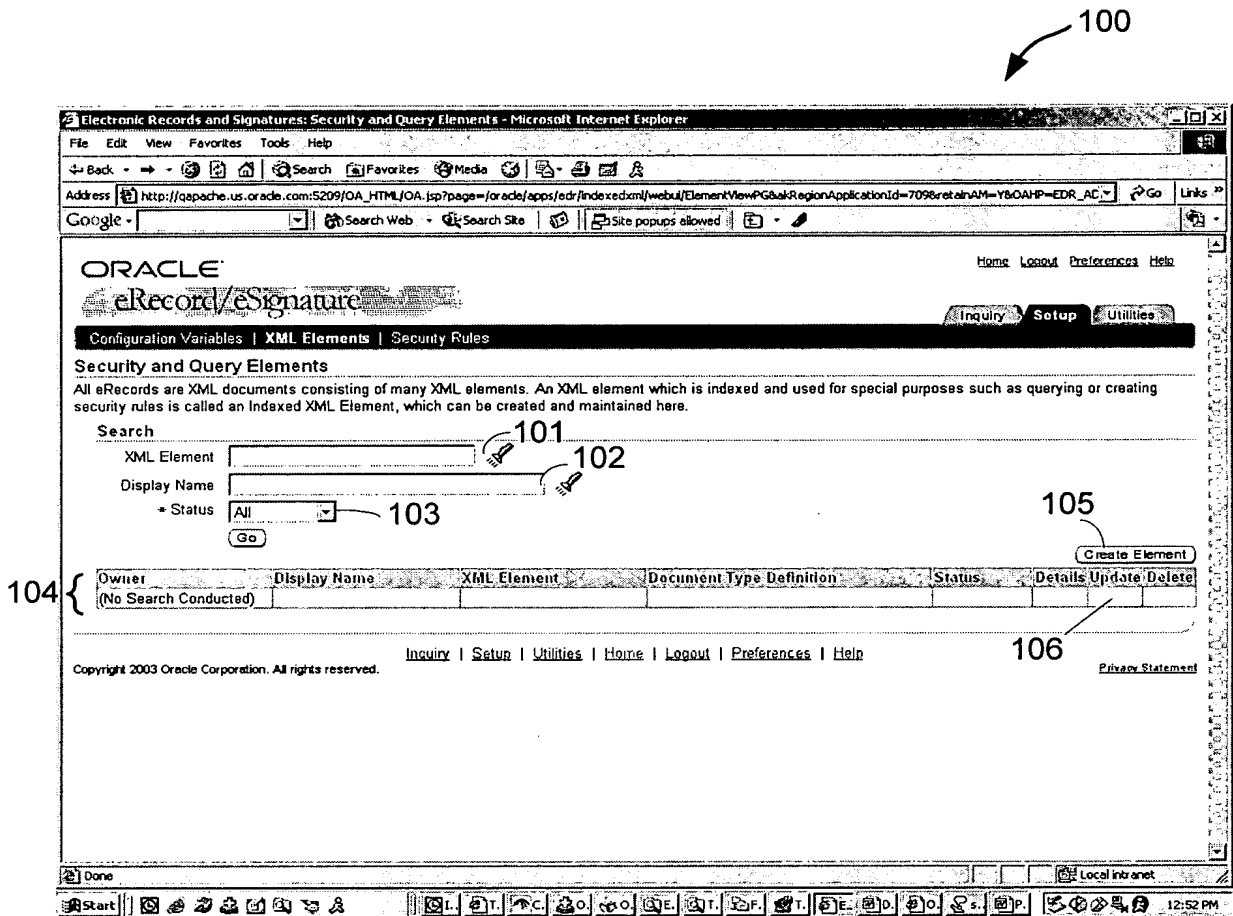 100
Electronic Records and Signatures: Security and Query Elements - Microsoft Internet Explorer
File Edit View Favorites Tools Help
Back Search Favorites Media
Address http://qapache.us.oracle.com:5209/OA_HTML/OA.jsp?page=/oracle/apps/edr/indexedxml/webui/ElementViewPG&akRegionApplicationId=709&retainAM=Y&OAHP=EDR_AD Go Links »
Google - Search Web Search Site Site popups allowed
ORACLE
Home Logout Preferences Help
eRecord/eSignature
Inquiry Setup Utilities
Configuration Variables | XML Elements | Security Rules
Security and Query Elements
All eRecords are XML documents consisting of many XML elements. An XML element which is indexed and used for special purposes such as querying or creating
security rules is called an Indexed XML Element, which can be created and maintained here.
Search
101
XML Element
102
Display Name
* Status All 103
Go
105
Create Element
104
Owner Display Name XML Element Document Type Definition Status Details Update Delete
(No Search Conducted)
106
Inquiry | Setup | Utilities | Home | Logout | Preferences | Help
Copyright 2003 Oracle Corporation. All rights reserved.
Privacy Statement
Done Local intranet
Start I.. T.. C.. O.. O.. E.. T.. F.. T.. E.. D.. O.. S.. P.. 12:52 PM